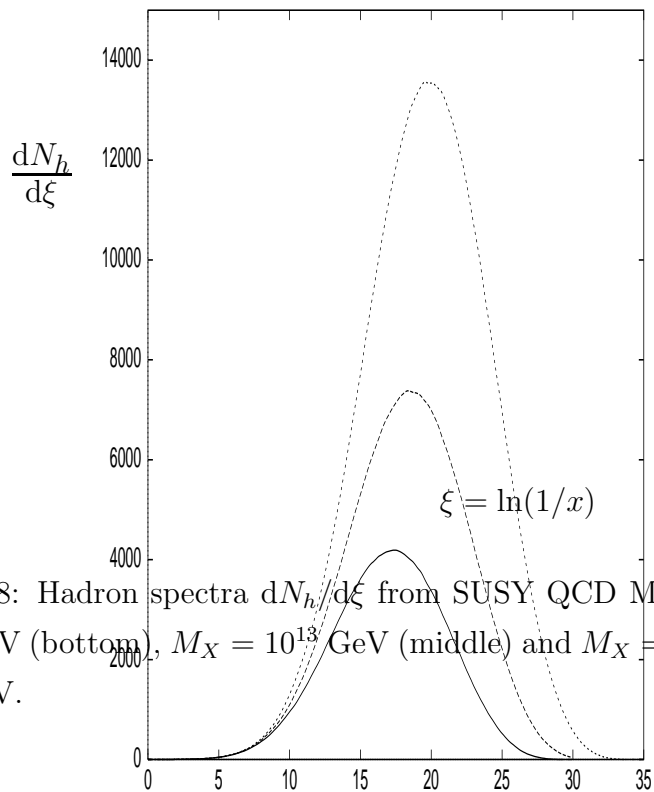 14000
dN_h
dξ
12000
10000
8000
6000
ξ = ln(1/x)
4000
8: Hadron spectra dN_h/dξ from SUSY QCD M
V (bottom), M_X = 10^13 GeV (middle) and M_X =
2000
V.
0
0 5 10 15 20 25 30 35